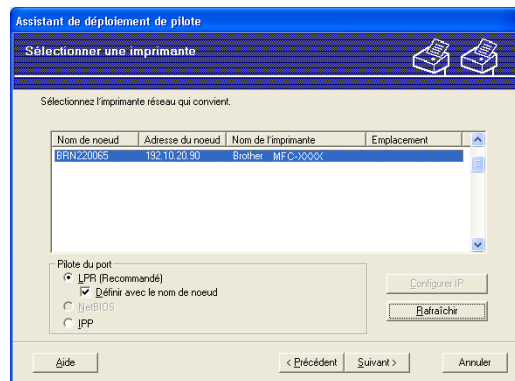 Assistant de déploiement de pilote
Sélectionner une imprimante
Sélectionnez l'imprimante réseau qui convient.
Nom de noeud Adresse du noeud Nom de l'imprimante Emplacement
BRN220065 192.10.20.90 Brother MFC-XXXX
Pilote du port
LPR (Recommandé)
Définir avec le nom de noeud
NetBIOS
IPP
Configurer IP
Rafraîchir
Aide < Précédent Suivant > Annuler